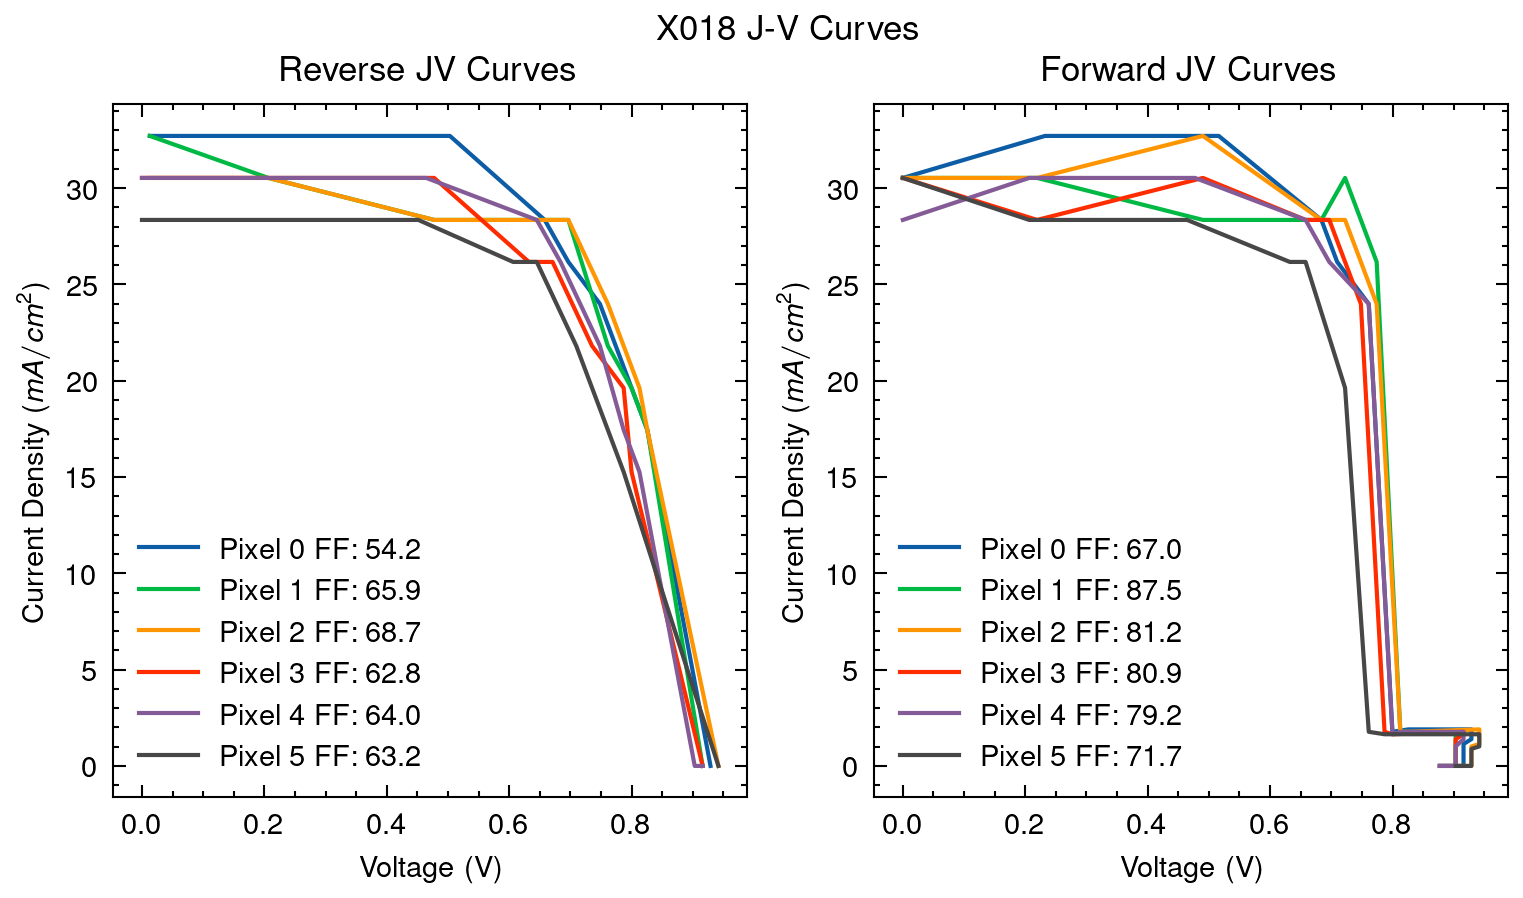 X018 J-V Curves
Reverse JV Curves
Current Density (mA/cm²)
30
25
20
15
10
5
0
Pixel 0 FF: 54.2
Pixel 1 FF: 65.9
Pixel 2 FF: 68.7
Pixel 3 FF: 62.8
Pixel 4 FF: 64.0
Pixel 5 FF: 63.2
0.0 0.2 0.4 0.6 0.8
Voltage (V)
Forward JV Curves
Current Density (mA/cm²)
30
25
20
15
10
5
0
Pixel 0 FF: 67.0
Pixel 1 FF: 87.5
Pixel 2 FF: 81.2
Pixel 3 FF: 80.9
Pixel 4 FF: 79.2
Pixel 5 FF: 71.7
0.0 0.2 0.4 0.6 0.8
Voltage (V)